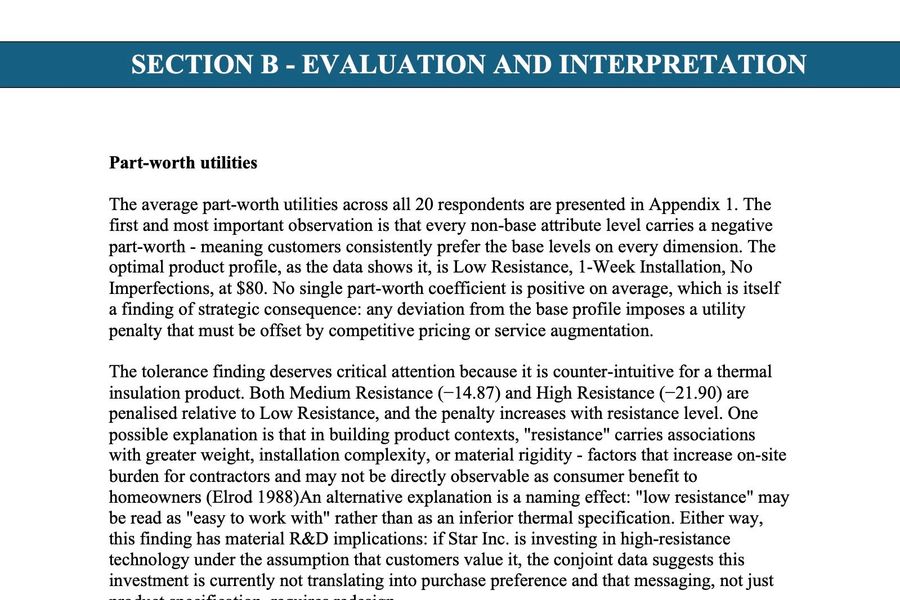 SECTION B - EVALUATION AND INTERPRETATION
Part-worth utilities
The average part-worth utilities across all 20 respondents are presented in Appendix 1. The
first and most important observation is that every non-base attribute level carries a negative
part-worth - meaning customers consistently prefer the base levels on every dimension. The
optimal product profile, as the data shows it, is Low Resistance, 1-Week Installation, No
Imperfections, at $80. No single part-worth coefficient is positive on average, which is itself
a finding of strategic consequence: any deviation from the base profile imposes a utility
penalty that must be offset by competitive pricing or service augmentation.
The tolerance finding deserves critical attention because it is counter-intuitive for a thermal
insulation product. Both Medium Resistance (−14.87) and High Resistance (−21.90) are
penalised relative to Low Resistance, and the penalty increases with resistance level. One
possible explanation is that in building product contexts, "resistance" carries associations
with greater weight, installation complexity, or material rigidity - factors that increase on-site
burden for contractors and may not be directly observable as consumer benefit to
homeowners (Elrod 1988)An alternative explanation is a naming effect: "low resistance" may
be read as "easy to work with" rather than as an inferior thermal specification. Either way,
this finding has material R&D implications: if Star Inc. is investing in high-resistance
technology under the assumption that customers value it, the conjoint data suggests this
investment is currently not translating into purchase preference and that messaging, not just